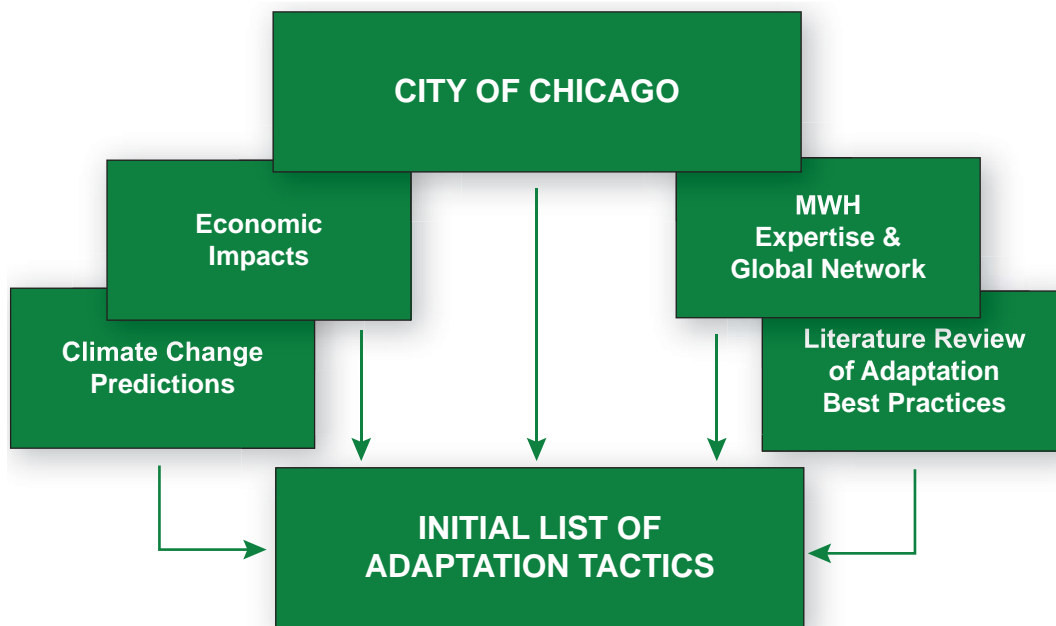 CITY OF CHICAGO
Economic
Impacts
MWH
Expertise &
Global Network
Climate Change
Predictions
Literature Review
of Adaptation
Best Practices
INITIAL LIST OF
ADAPTATION TACTICS